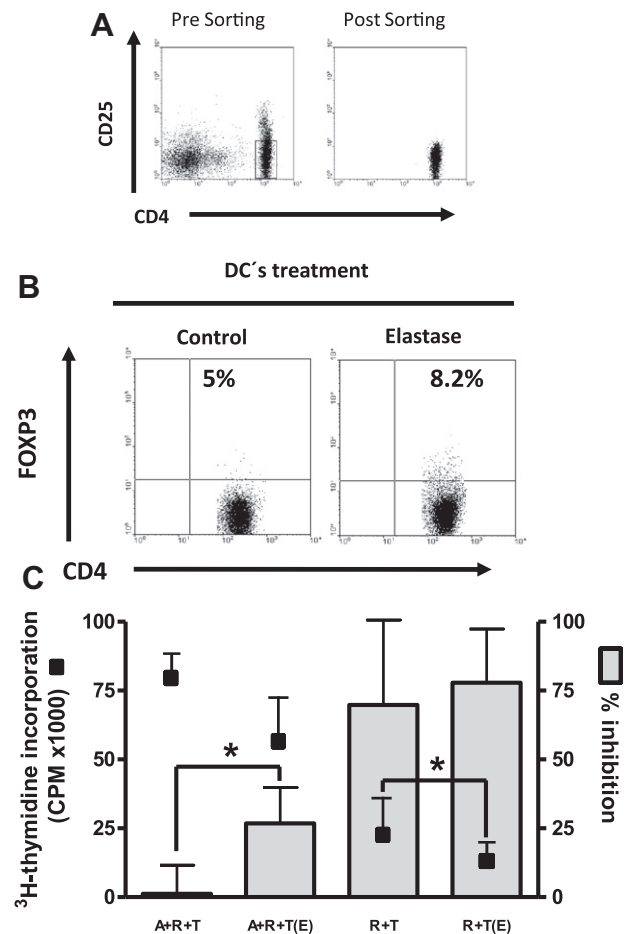 A
Pre Sorting
Post Sorting
CD25
CD4
B
DC´s treatment
Control
Elastase
5%
8.2%
FOXP3
CD4
C
³H-thymidine incorporation
(CPM x1000)
100
75
50
25
0
*
*
100
75
50
25
0
% inhibition
A+R+T
A+R+T(E)
R+T
R+T(E)